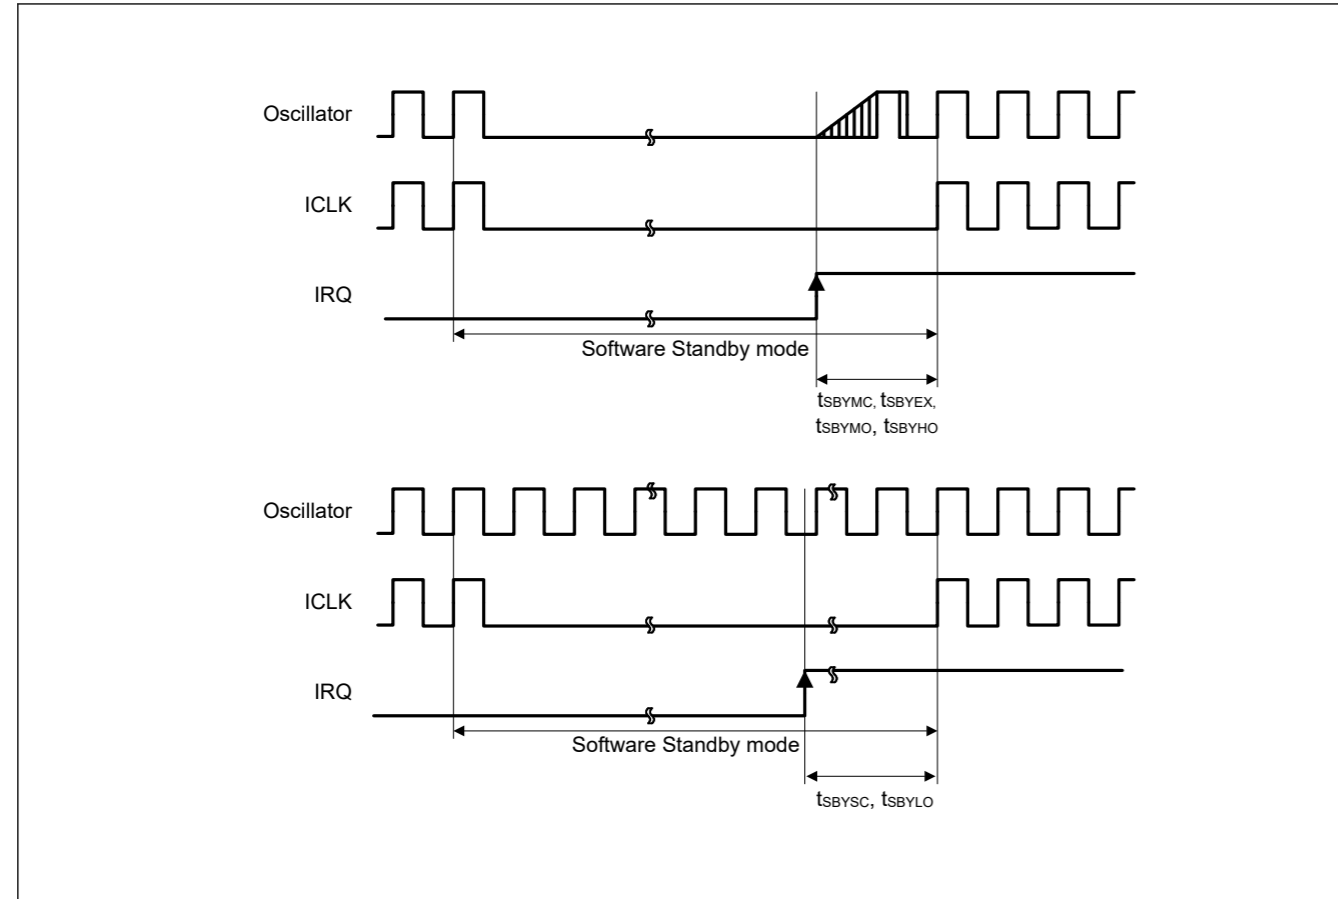 Oscillator
ICLK
IRQ
Software Standby mode
tSBYMC, tSBYEX,
tSBYMO, tSBYHO
Oscillator
ICLK
IRQ
Software Standby mode
tSBYSC, tSBYLO